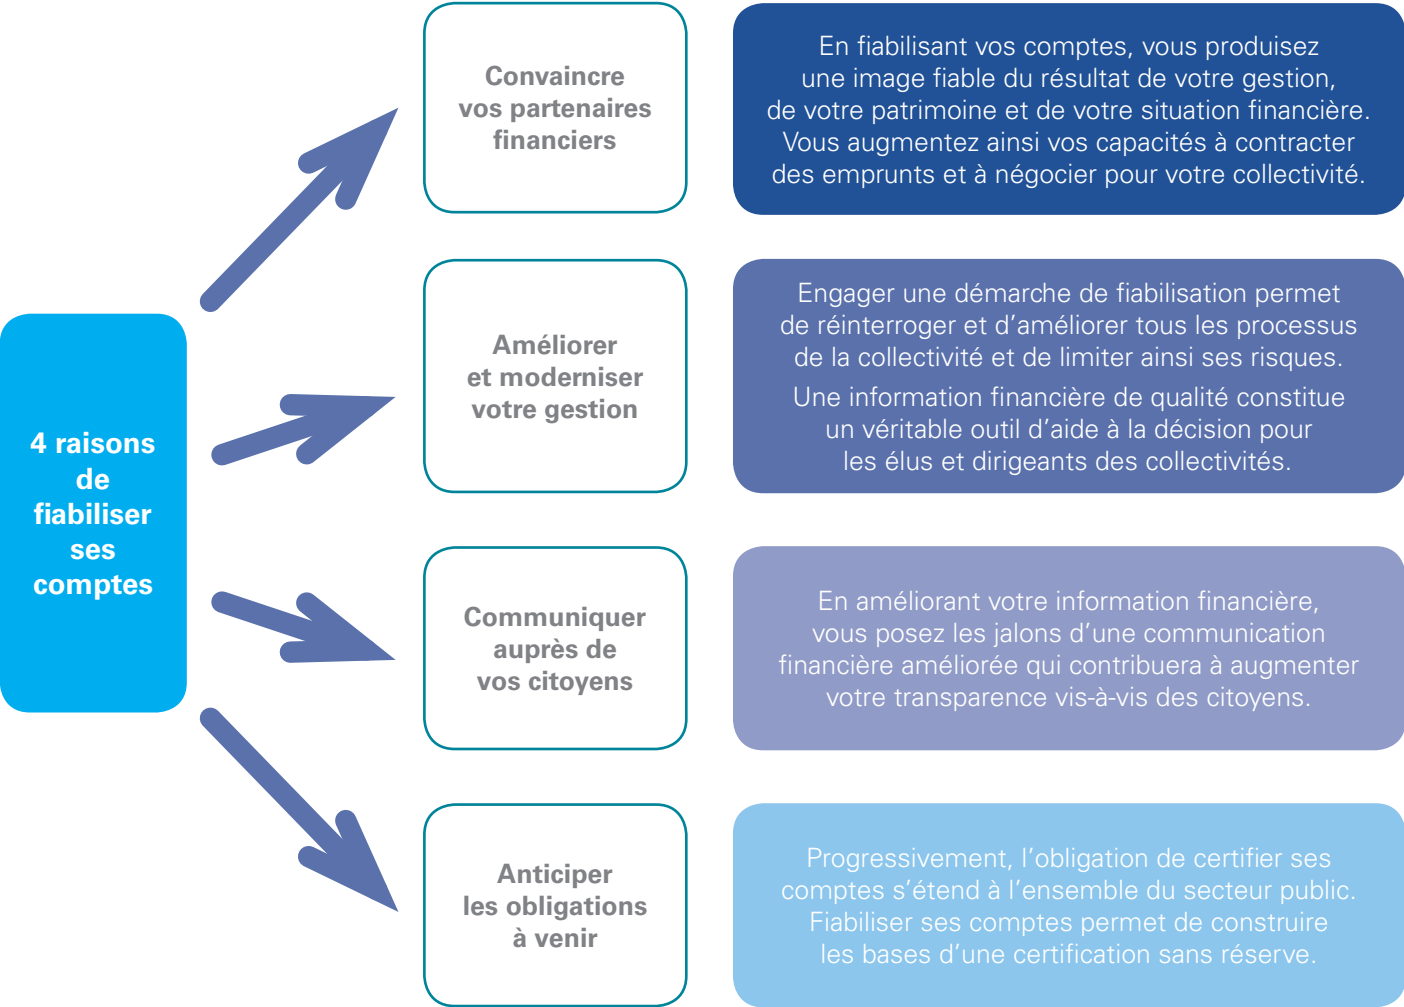 4 raisons
de
fiabiliser
ses
comptes
Convaincre
vos partenaires
financiers
En fiabilisant vos comptes, vous produisez
une image fiable du résultat de votre gestion,
de votre patrimoine et de votre situation financière.
Vous augmentez ainsi vos capacités à contracter
des emprunts et à négocier pour votre collectivité.
Améliorer
et moderniser
votre gestion
Engager une démarche de fiabilisation permet
de réinterroger et d’améliorer tous les processus
de la collectivité et de limiter ainsi ses risques.
Une information financière de qualité constitue
un véritable outil d’aide à la décision pour
les élus et dirigeants des collectivités.
Communiquer
auprès de
vos citoyens
En améliorant votre information financière,
vous posez les jalons d’une communication
financière améliorée qui contribuera à augmenter
votre transparence vis-à-vis des citoyens.
Anticiper
les obligations
à venir
Progressivement, l’obligation de certifier ses
comptes s’étend à l’ensemble du secteur public.
Fiabiliser ses comptes permet de construire
les bases d’une certification sans réserve.